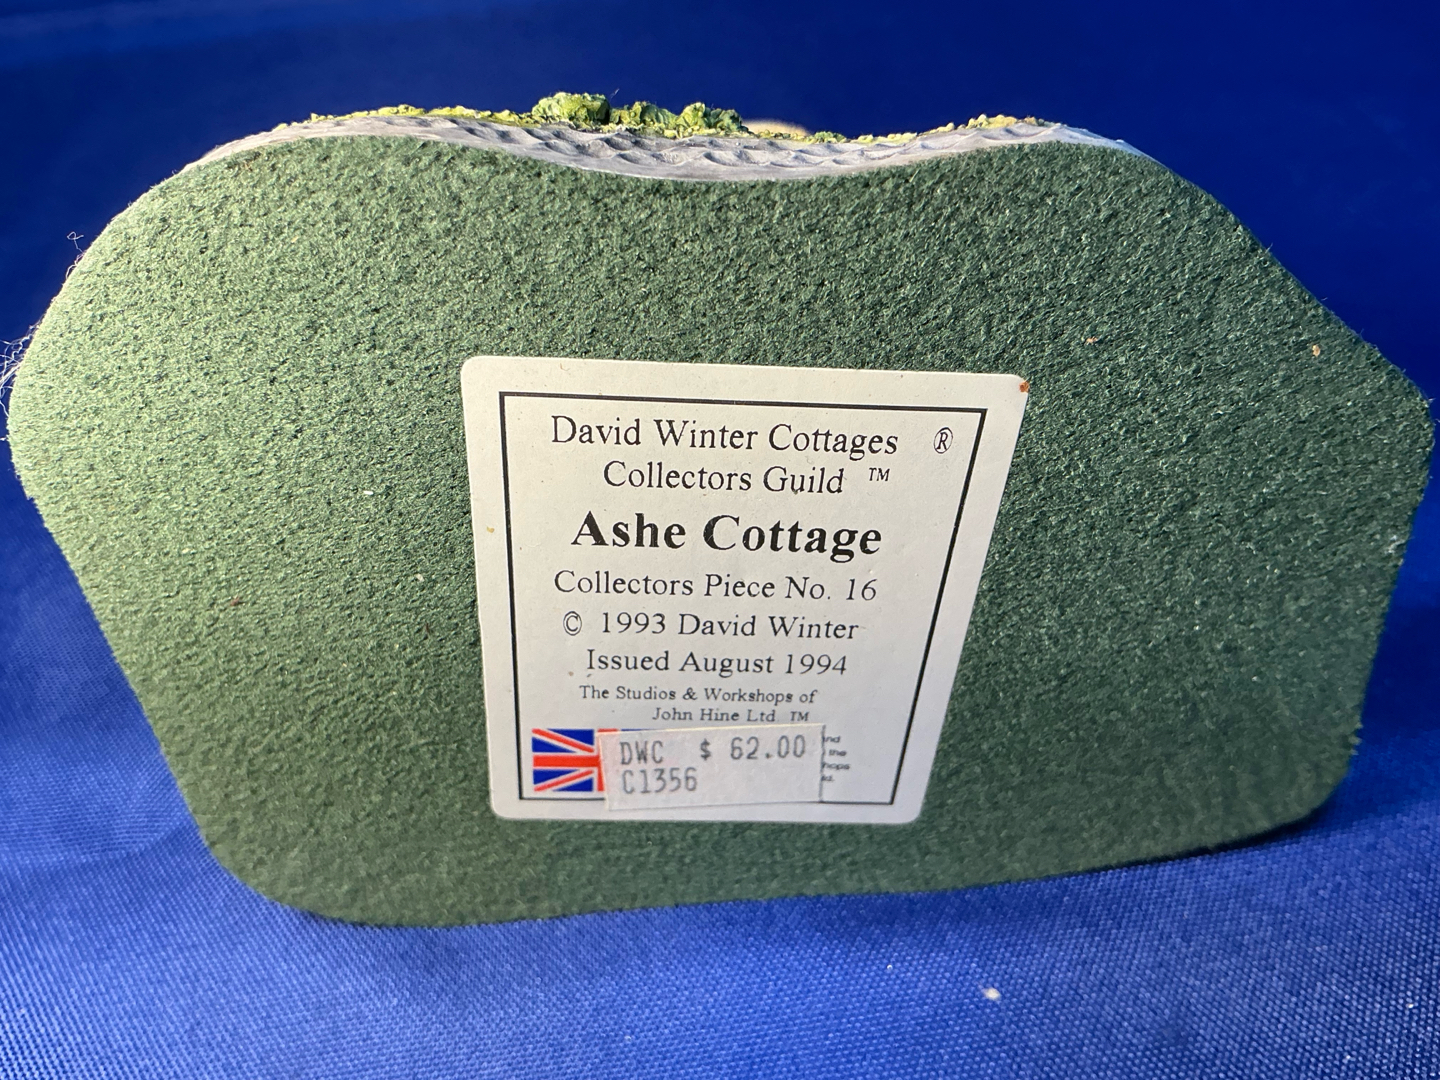 David Winter Cottages ®
Collectors Guild ™
Ashe Cottage
Collectors Piece No. 16
© 1993 David Winter
Issued August 1994
The Studios & Workshops of
John Hine Ltd. ™
DWC $ 62.00
C1356
the